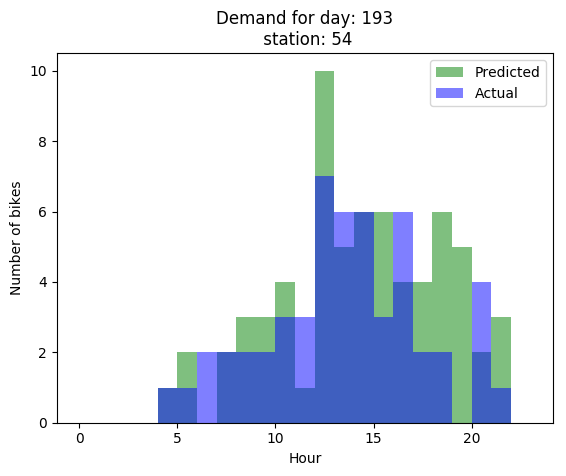 Demand for day: 193
station: 54
Predicted
Actual
10
8
6
4
2
0
Number of bikes
0 5 10 15 20
Hour